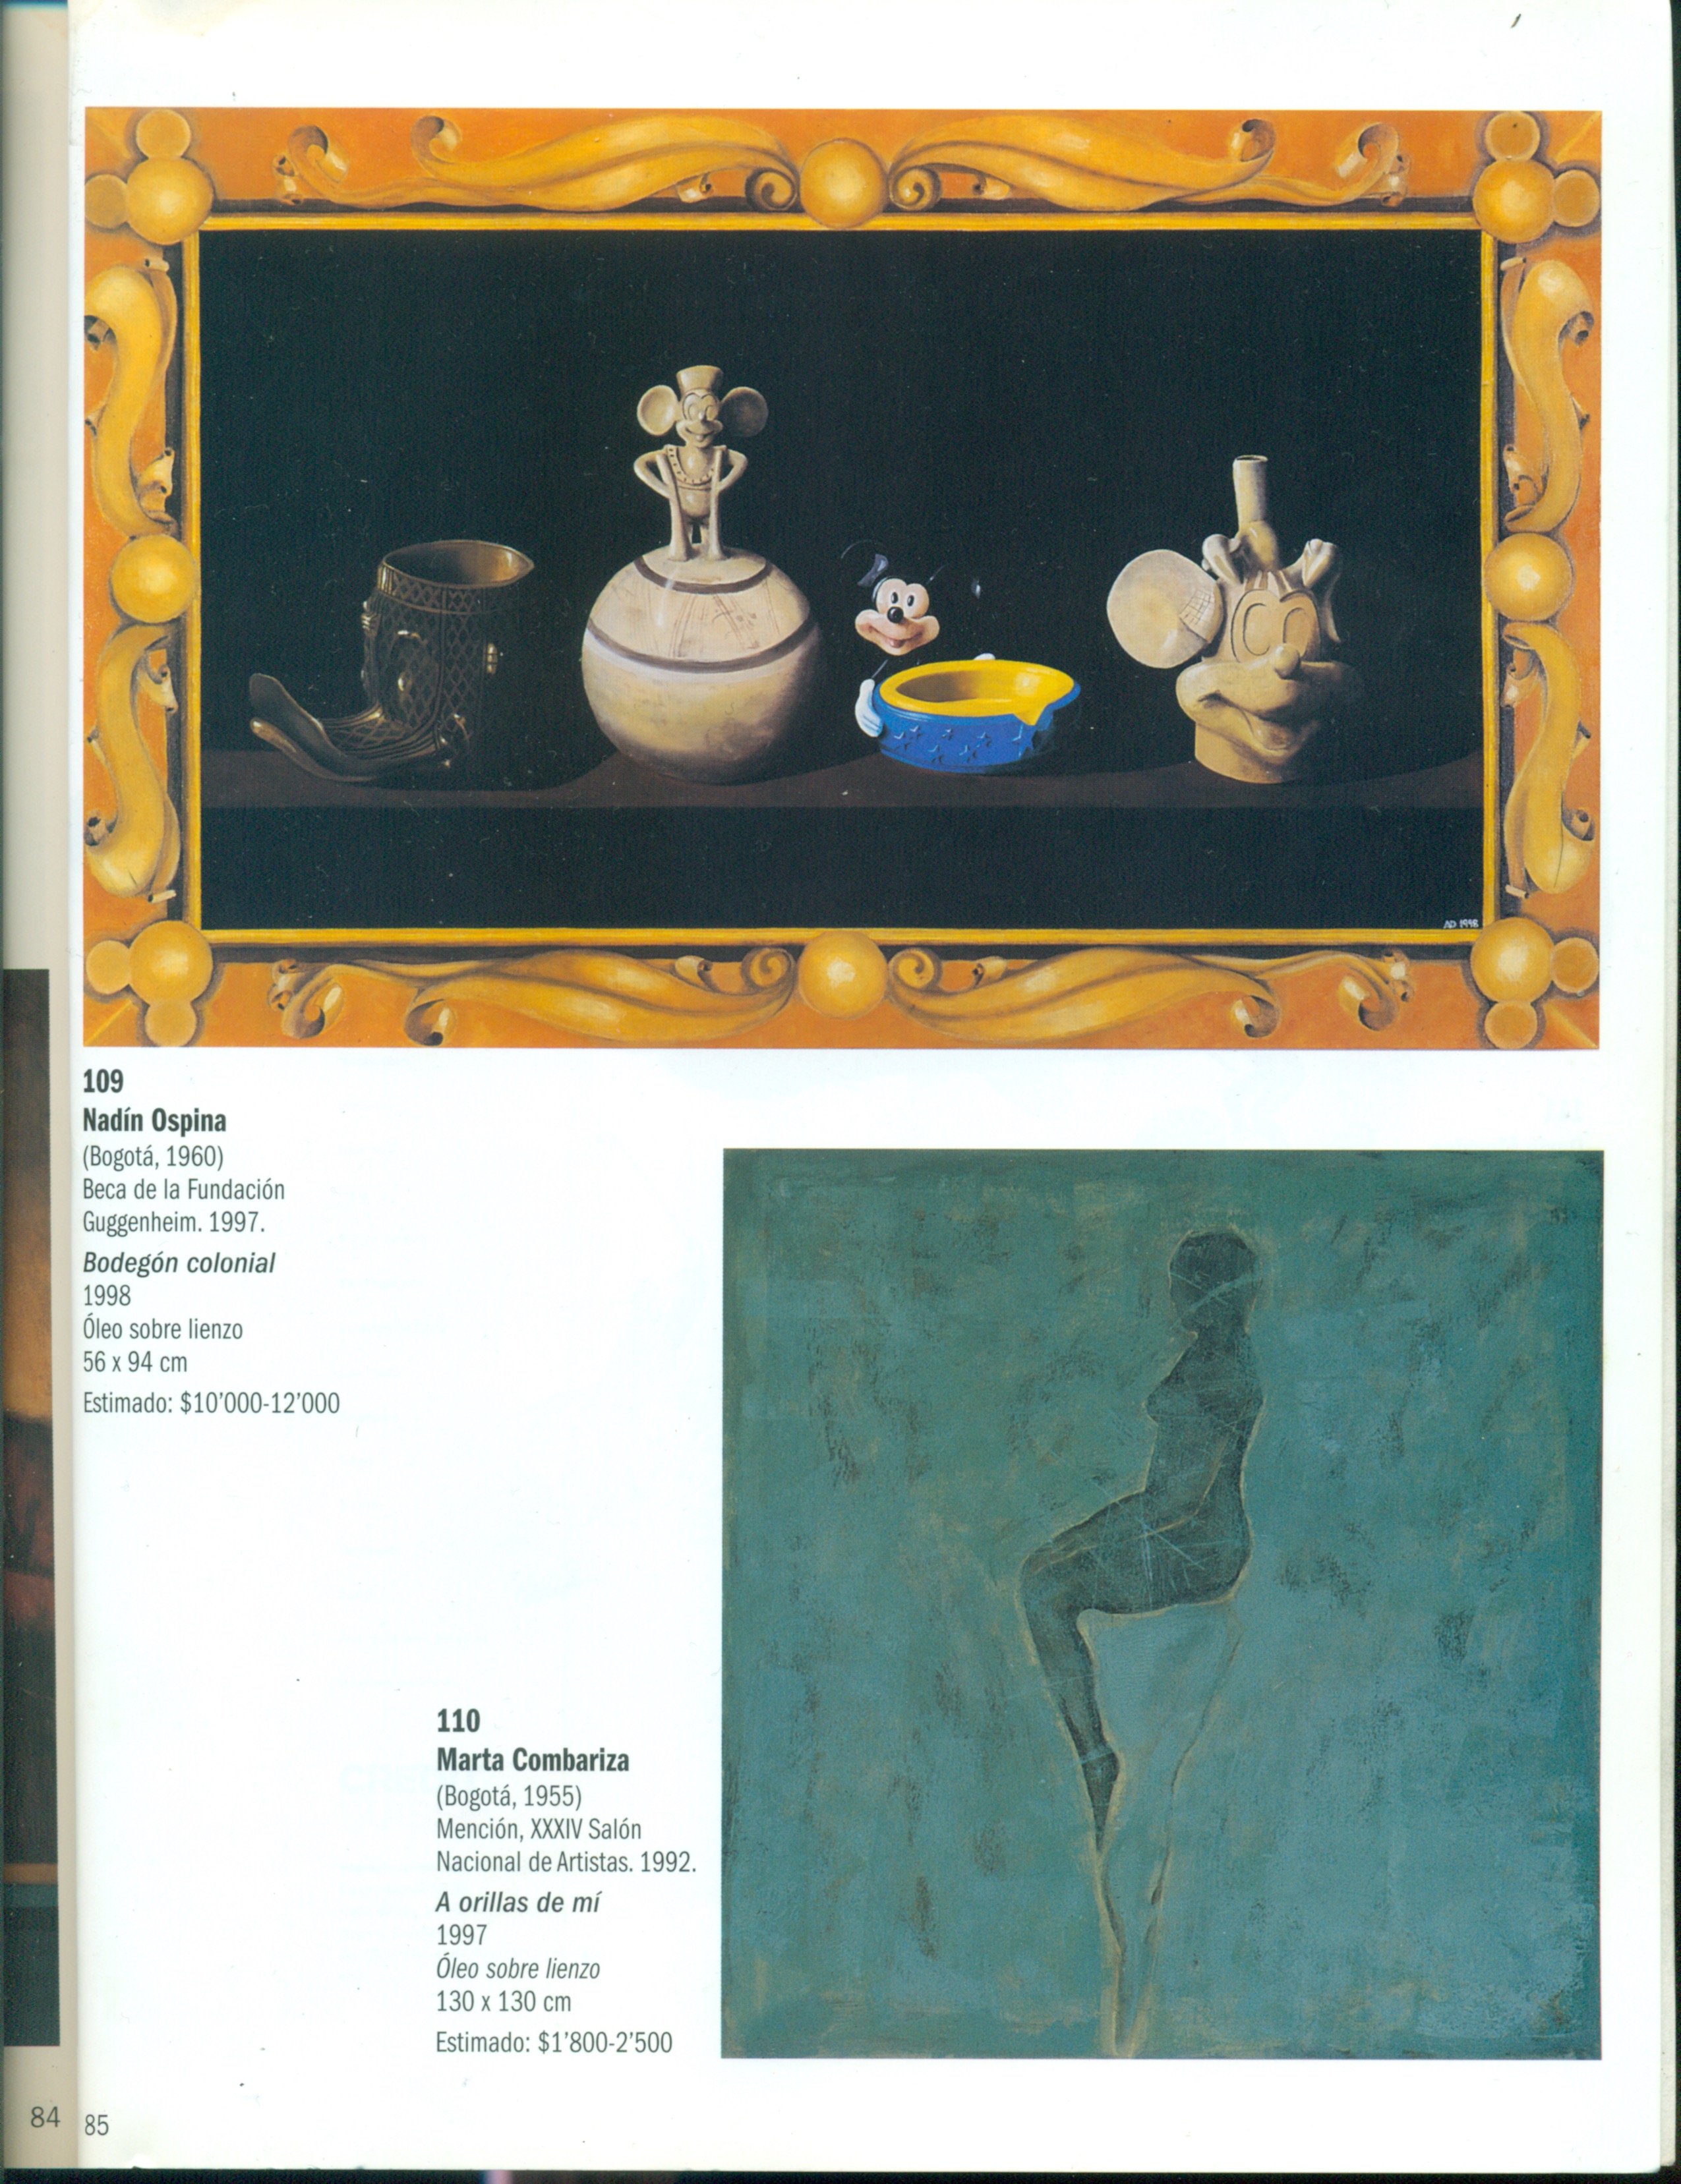 AD 1998
109
Nadín Ospina
(Bogotá, 1960)
Beca de la Fundación
Guggenheim. 1997.
Bodegón colonial
1998
Óleo sobre lienzo
56 x 94 cm
Estimado: $10’000-12’000
110
Marta Combariza
(Bogotá, 1955)
Mención, XXXIV Salón
Nacional de Artistas. 1992.
A orillas de mí
1997
Óleo sobre lienzo
130 x 130 cm
Estimado: $1’800-2’500
84
85